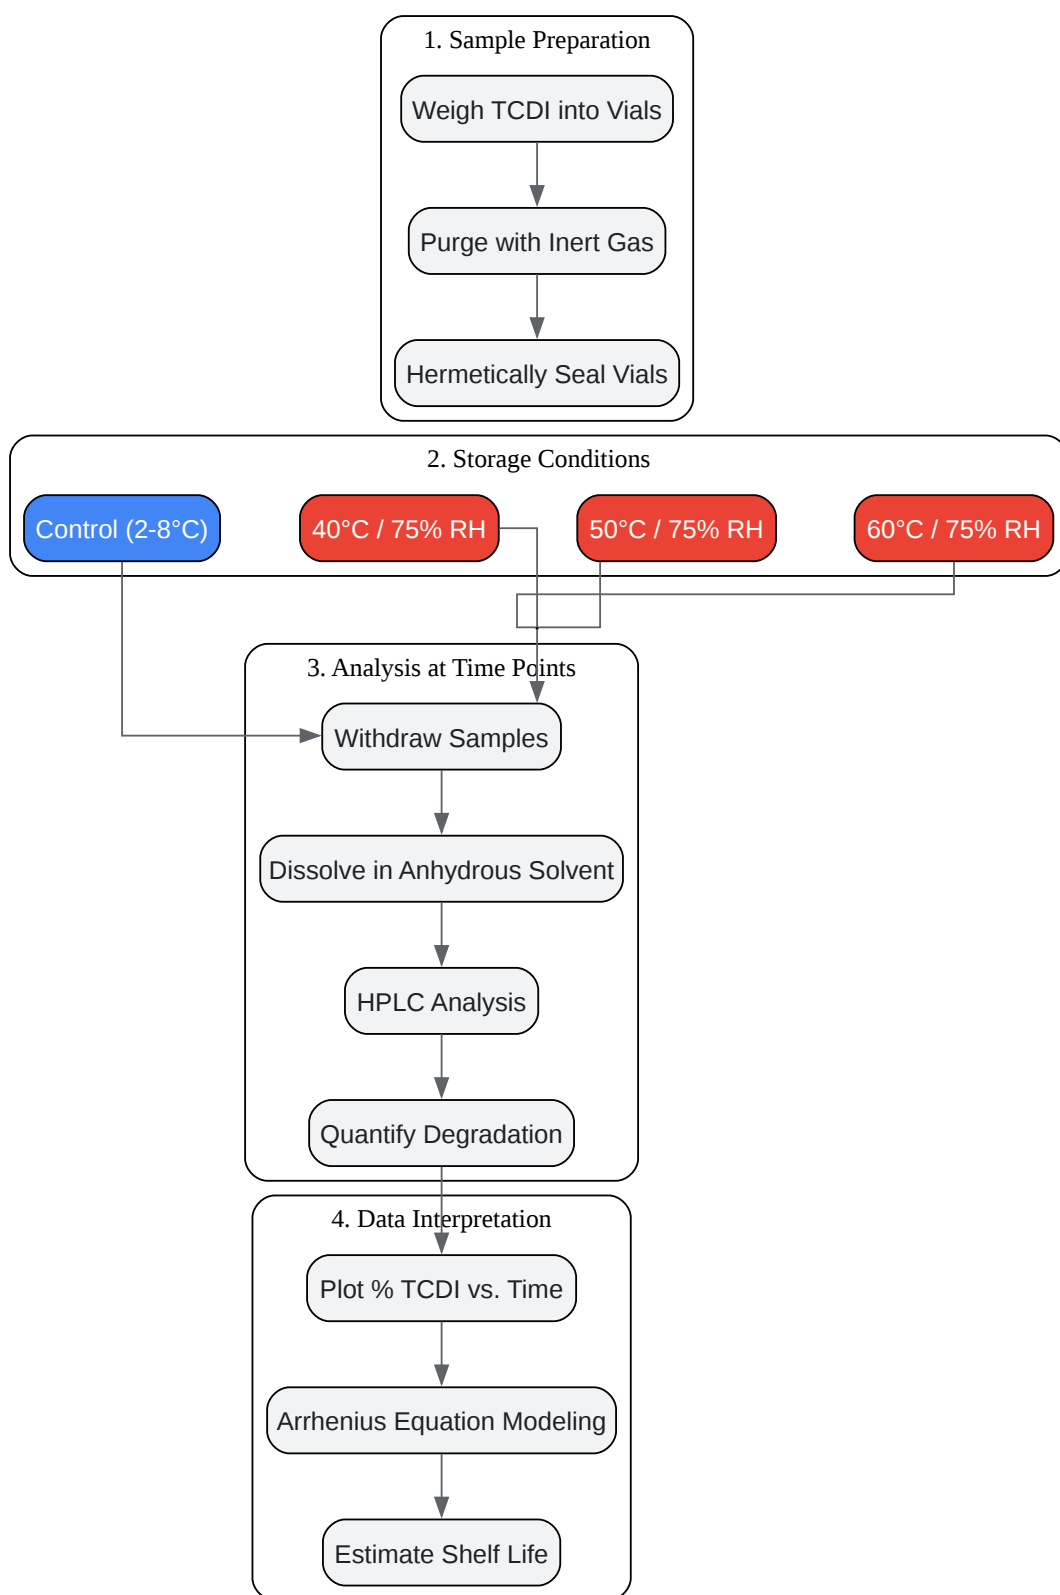 1. Sample Preparation
Weigh TCDI into Vials
Purge with Inert Gas
Hermetically Seal Vials
2. Storage Conditions
Control (2-8°C)
40°C / 75% RH
50°C / 75% RH
60°C / 75% RH
3. Analysis at Time Points
Withdraw Samples
Dissolve in Anhydrous Solvent
HPLC Analysis
Quantify Degradation
4. Data Interpretation
Plot % TCDI vs. Time
Arrhenius Equation Modeling
Estimate Shelf Life